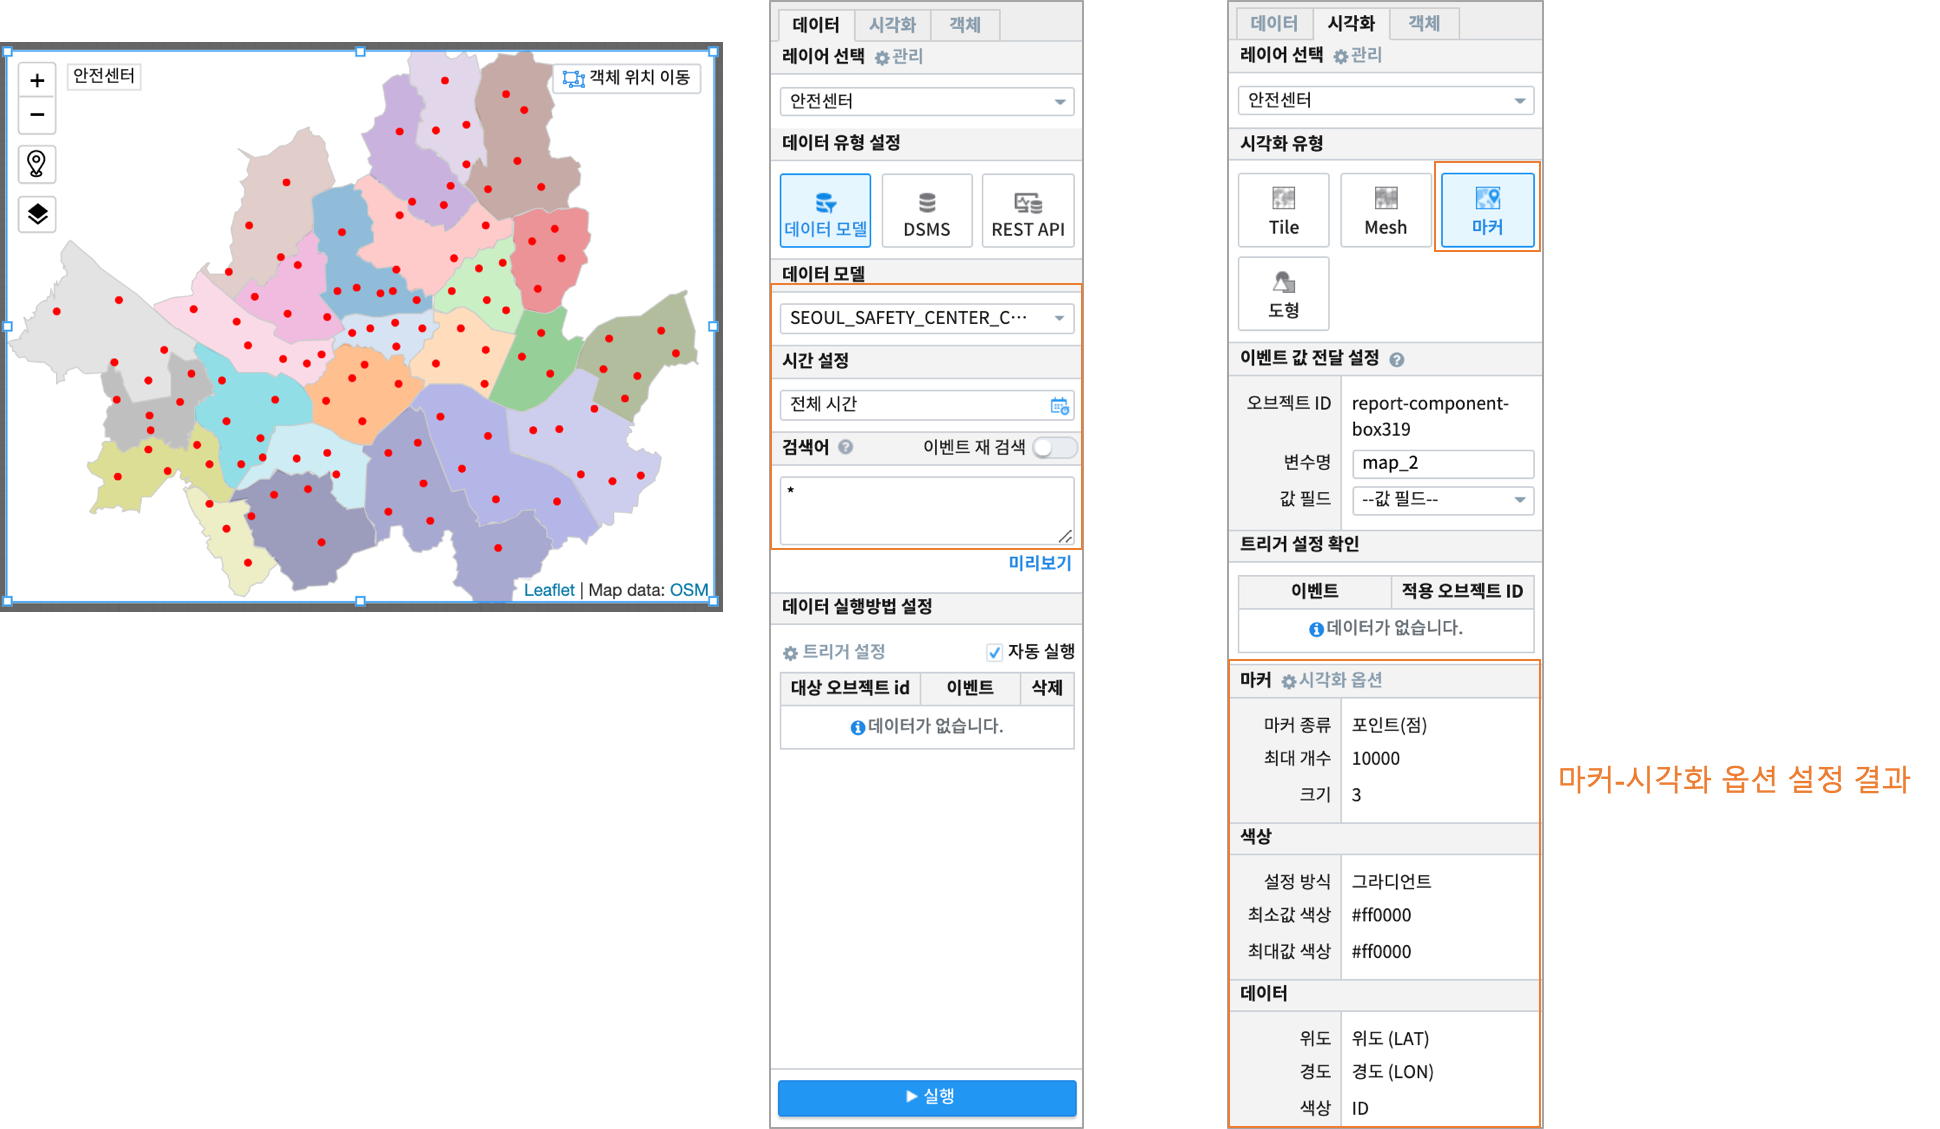 +
−
안전센터
객체 위치 이동
Leaflet | Map data: OSM
데이터 시각화 객체
레이어 선택 관리
안전센터
데이터 유형 설정
데이터 모델 DSMS REST API
데이터 모델
SEOUL_SAFETY_CENTER_C···
시간 설정
전체 시간
검색어 ? 이벤트 재 검색
*
미리보기
데이터 실행방법 설정
트리거 설정 자동 실행
대상 오브젝트 id 이벤트 삭제
데이터가 없습니다.
실행
데이터 시각화 객체
레이어 선택 관리
안전센터
시각화 유형
Tile Mesh 마커
도형
이벤트 값 전달 설정 ?
오브젝트 ID report-component-
box319
변수명 map_2
값 필드 --값 필드--
트리거 설정 확인
이벤트 적용 오브젝트 ID
데이터가 없습니다.
마커 시각화 옵션
마커 종류 포인트(점)
최대 개수 10000
크기 3
색상
설정 방식 그라디언트
최소값 색상 #ff0000
최대값 색상 #ff0000
데이터
위도 위도 (LAT)
경도 경도 (LON)
색상 ID
마커-시각화 옵션 설정 결과